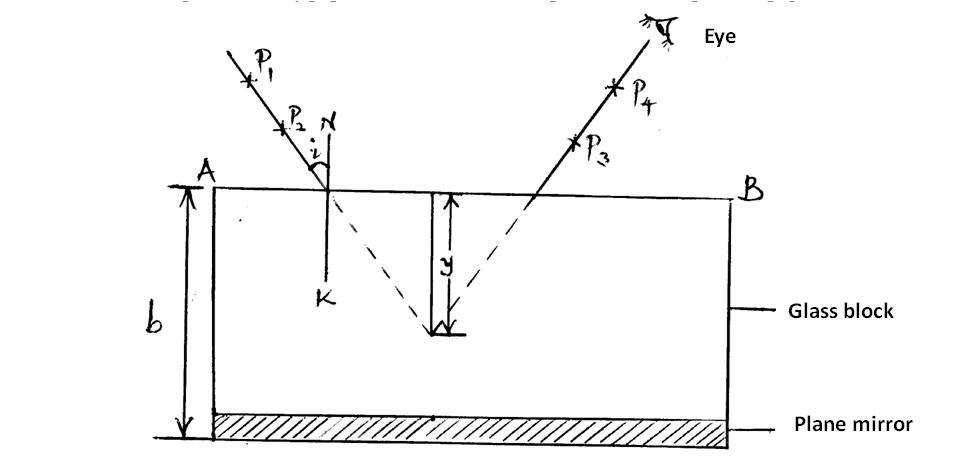 Eye
P₁
P₂
N
i
P₄
P₃
A
B
y
K
b
Glass block
Plane mirror